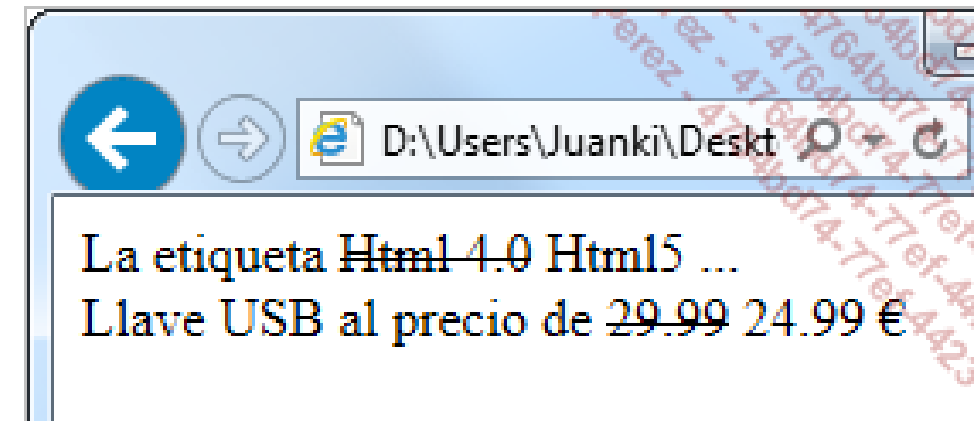 D:\Users\Juanki\Deskt
La etiqueta Html 4.0 Html5 ...
Llave USB al precio de 29.99 24.99 €